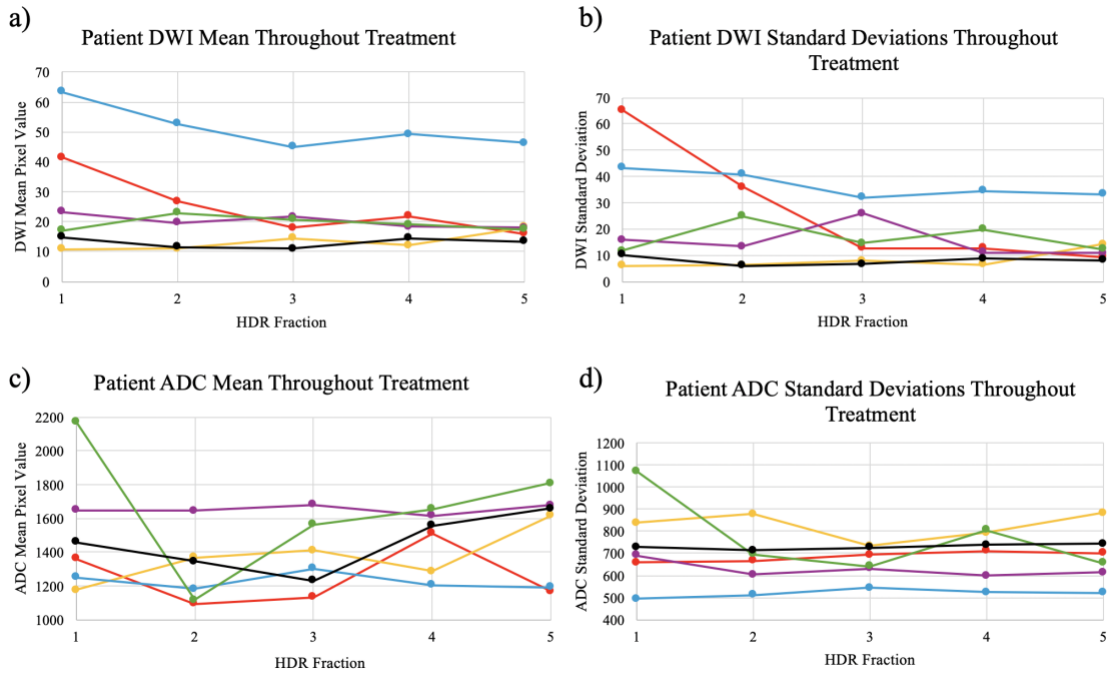 a)
Patient DWI Mean Throughout Treatment
DWI Mean Pixel Value
70
60
50
40
30
20
10
0
1 2 3 4 5
HDR Fraction
b)
Patient DWI Standard Deviations Throughout
Treatment
DWI Standard Deviation
70
60
50
40
30
20
10
0
1 2 3 4 5
HDR Fraction
c)
Patient ADC Mean Throughout Treatment
ADC Mean Pixel Value
2200
2000
1800
1600
1400
1200
1000
1 2 3 4 5
HDR Fraction
d)
Patient ADC Standard Deviations Throughout
Treatment
ADC Standard Deviation
1200
1100
1000
900
800
700
600
500
400
1 2 3 4 5
HDR Fraction